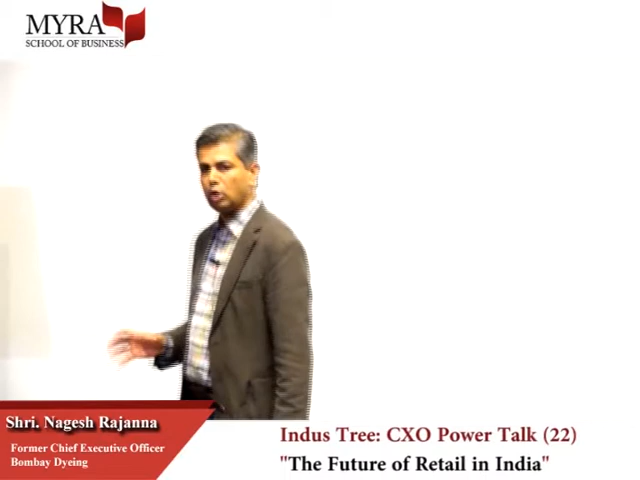 MYRA
SCHOOL OF BUSINESS
Shri. Nagesh Rajanna
Former Chief Executive Officer
Bombay Dyeing
Indus Tree: CXO Power Talk (22)
"The Future of Retail in India"